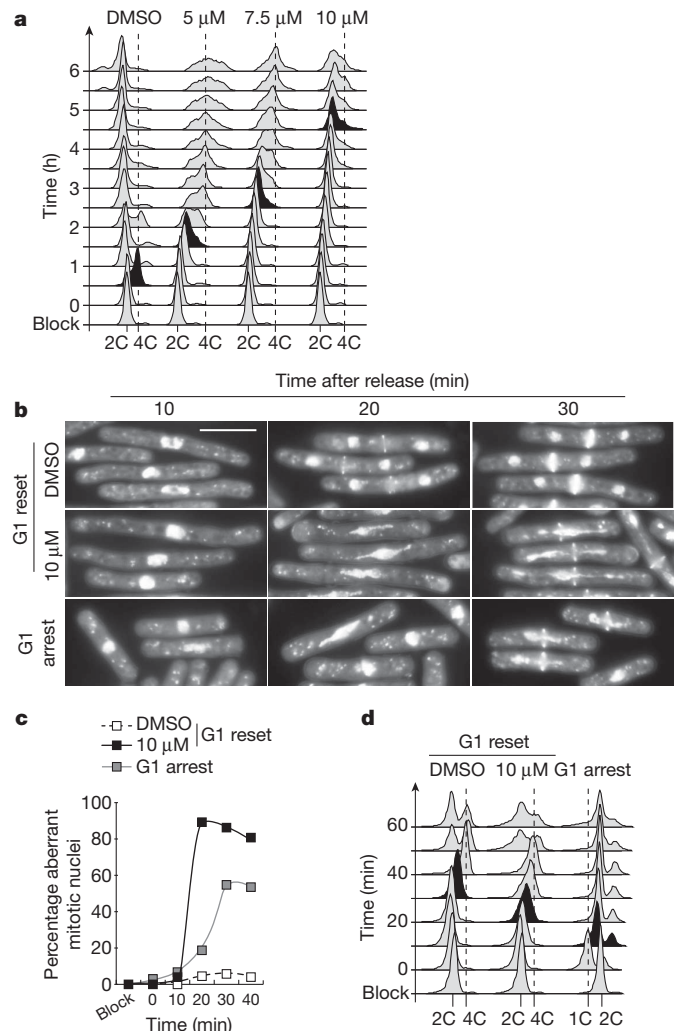 a
DMSO 5 μM 7.5 μM 10 μM
6
5
4
3
2
1
0
Block
Time (h)
2C 4C 2C 4C 2C 4C 2C 4C
Time after release (min)
b
10 20 30
G1 reset
DMSO
10 μM
G1 arrest
c
DMSO
10 μM
G1 reset
G1 arrest
100
80
60
40
20
0
Percentage aberrant mitotic nuclei
Block 0 10 20 30 40
Time (min)
d
G1 reset
DMSO 10 μM G1 arrest
60
40
20
0
Block
Time (min)
2C 4C 2C 4C 1C 2C